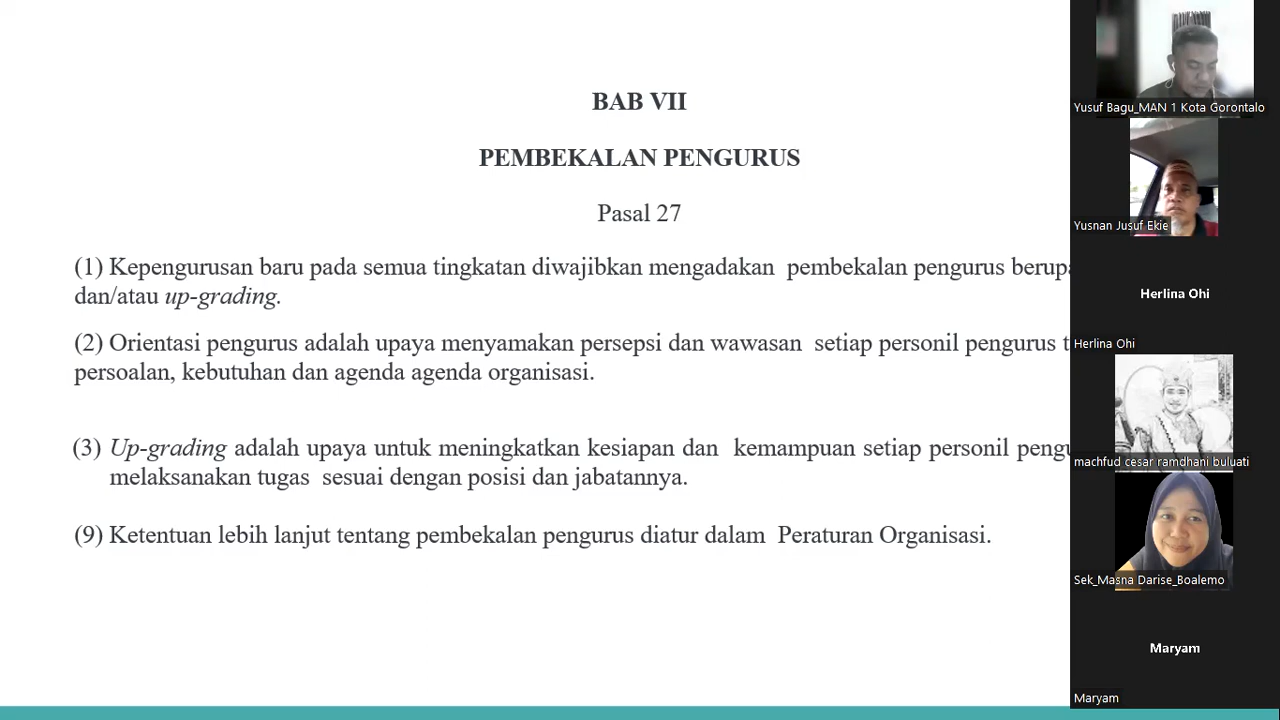 BAB VII
PEMBEKALAN PENGURUS
Pasal 27
(1) Kepengurusan baru pada semua tingkatan diwajibkan mengadakan pembekalan pengurus
dan/atau up-grading.
(2) Orientasi pengurus adalah upaya menyamakan persepsi dan wawasan setiap personil pengurus
persoalan, kebutuhan dan agenda agenda organisasi.
(3) Up-grading adalah upaya untuk meningkatkan kesiapan dan kemampuan setiap personil
melaksanakan tugas sesuai dengan posisi dan jabatannya.
(9) Ketentuan lebih lanjut tentang pembekalan pengurus diatur dalam Peraturan Organisasi.
Yusuf Bagu_MAN 1 Kota Gorontalo
Yusnan Jusuf Ekie
Herlina Ohi
Herlina Ohi
machfud cesar ramdhani buluati
Sek_Masna Darise_Boalemo
Maryam
Maryam